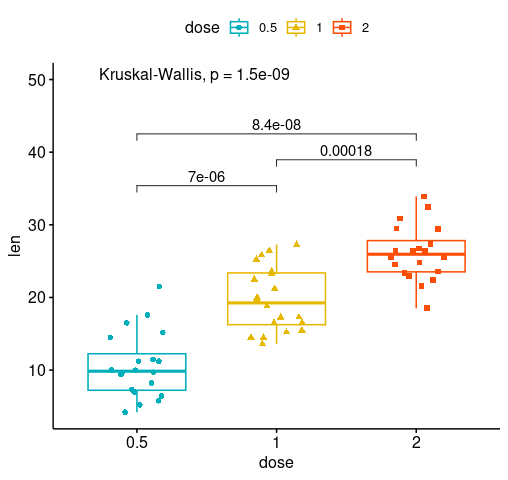 dose 0.5 1 2
Kruskal-Wallis, p = 1.5e-09
50
40
30
20
10
len
8.4e-08
0.00018
7e-06
0.5 1 2
dose